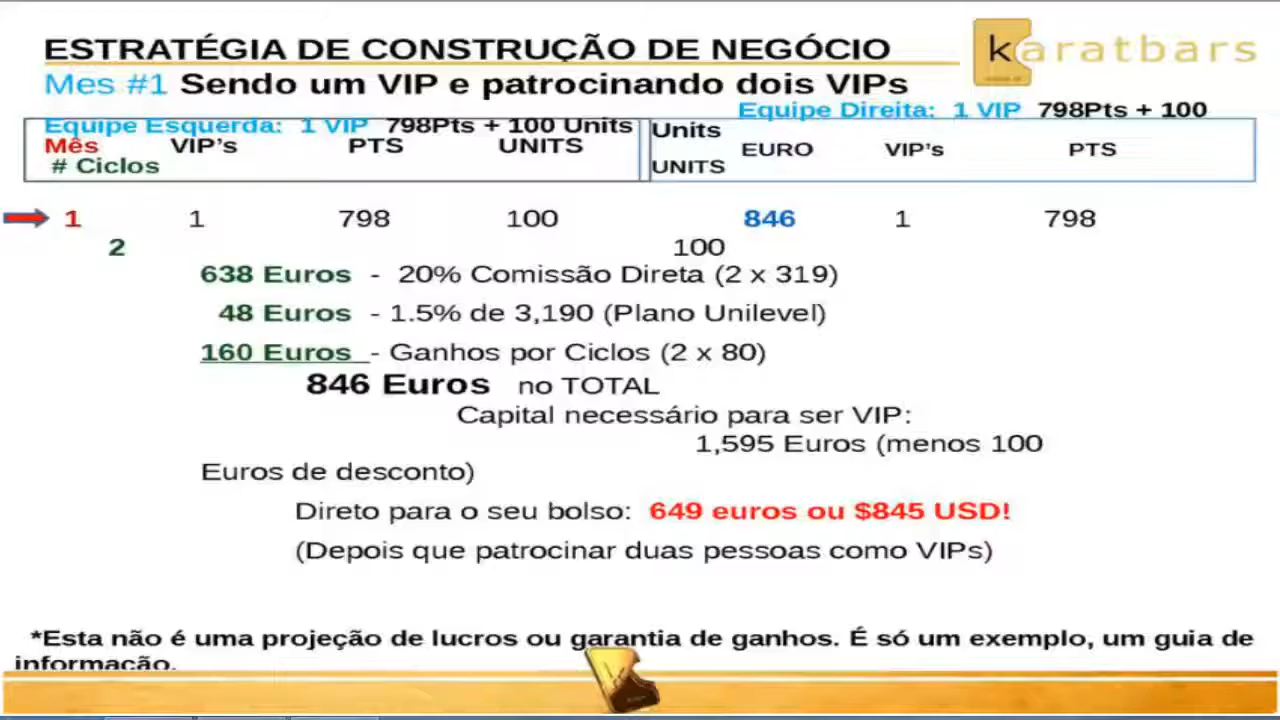 ESTRATÉGIA DE CONSTRUÇÃO DE NEGÓCIO
karatbars
Mes #1 Sendo um VIP e patrocinando dois VIPs
Equipe Esquerda: 1 VIP 798Pts + 100 Units
Mês VIP's PTS UNITS
# Ciclos
Equipe Direita: 1 VIP 798Pts + 100
Units
EURO VIP's PTS
UNITS
1 1 798 100 846 1 798
2 100
638 Euros - 20% Comissão Direta (2 x 319)
48 Euros - 1.5% de 3,190 (Plano Unilevel)
160 Euros - Ganhos por Ciclos (2 x 80)
846 Euros no TOTAL
Capital necessário para ser VIP:
1,595 Euros (menos 100
Euros de desconto)
Direto para o seu bolso: 649 euros ou $845 USD!
(Depois que patrocinar duas pessoas como VIPs)
*Esta não é uma projeção de lucros ou garantia de ganhos. É só um exemplo, um guia de
informação.